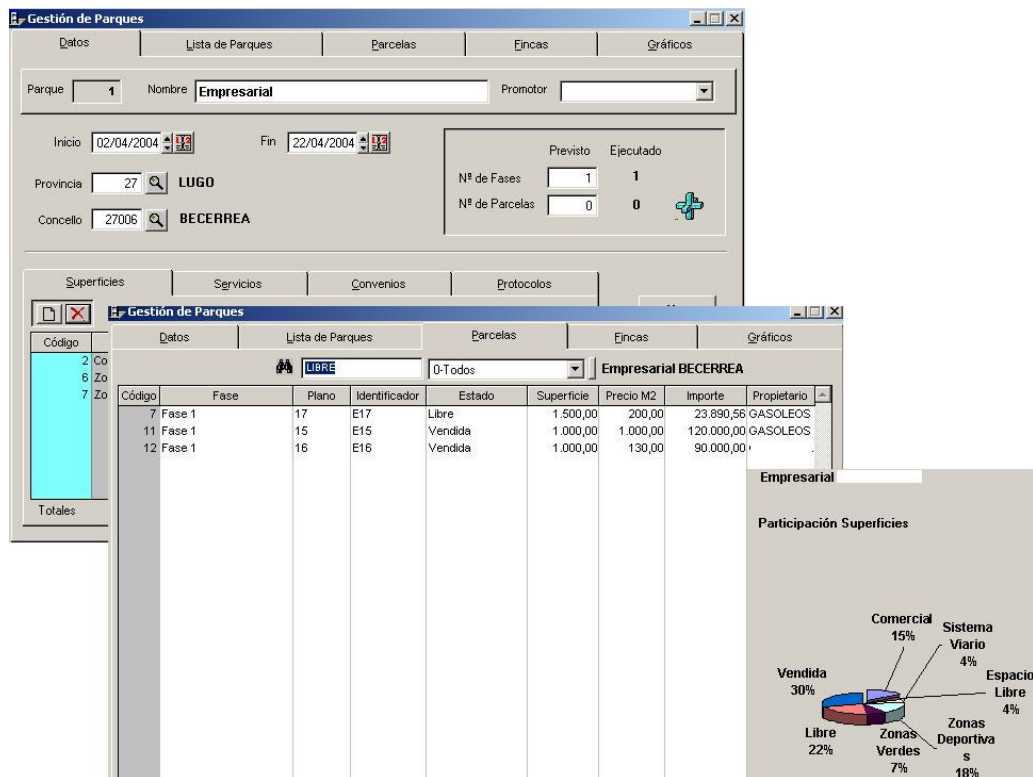 Gestión de Parques
Datos Lista de Parques Parcelas Fincas Gráficos
Parque 1 Nombre Empresarial Promotor
Inicio 02/04/2004 Fin 22/04/2004
Previsto Ejecutado
Provincia 27 LUGO
Nº de Fases 1 1
Concello 27006 BECERREA
Nº de Parcelas 0 0
Superficies Servicios Convenios Protocolos
Código
2 Co
6 Zo
7 Zo
Totales
Gestión de Parques
Datos Lista de Parques Parcelas Fincas Gráficos
LIBRE 0-Todos Empresarial BECERREA
Código Fase Plano Identificador Estado Superficie Precio M2 Importe Propietario
7 Fase 1 17 E17 Libre 1.500,00 200,00 23.890,56 GASOLEOS
11 Fase 1 15 E15 Vendida 1.000,00 1.000,00 120.000,00 GASOLEOS
12 Fase 1 16 E16 Vendida 1.000,00 130,00 90.000,00
Empresarial
Participación Superficies
Comercial
15%
Sistema
Viario
4%
Espacio
Libre
4%
Vendida
30%
Libre
22%
Zonas
Verdes
7%
Zonas
Deportiva
s
18%